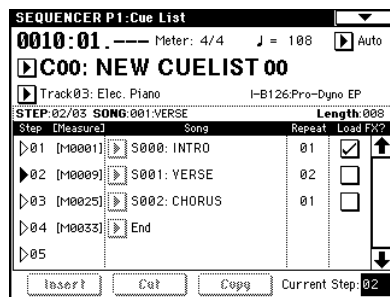 SEQUENCER P1:Cue List
0010:01.--- Meter: 4/4 ♩ = 108 Auto
C00: NEW CUELIST 00
Track03: Elec. Piano I-B126:Pro-Dyno EP
STEP:02/03 SONG:001:VERSE Length:008
Step [Measure] Song Repeat Load FX?
01 [M0001] S000: INTRO 01
02 [M0009] S001: VERSE 02
03 [M0025] S002: CHORUS 01
04 [M0033] End
05
Insert Cut Copy Current Step: 02